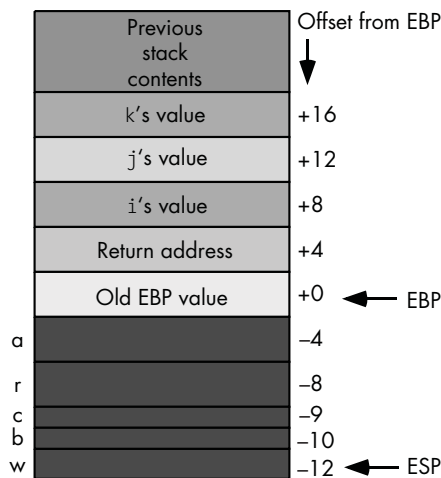 Previous
stack
contents
Offset from EBP
k's value +16
j's value +12
i's value +8
Return address +4
Old EBP value +0 EBP
a –4
r –8
c –9
b –10
w –12 ESP